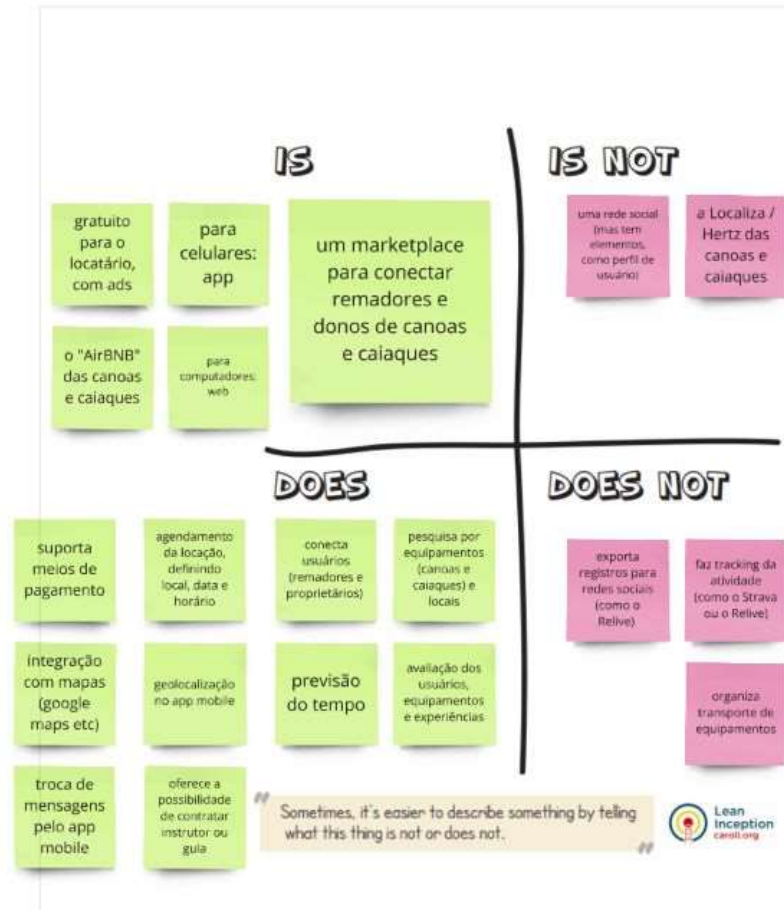 IS
gratuito
para o
locatário,
com ads
para
celulares:
app
um marketplace
para conectar
remadores e
donos de canoas
e caiaques
o "AirBNB"
das canoas
e caiaques
para
computadores:
web
IS NOT
uma rede social
(mas tem
elementos,
como perfil de
usuário)
a Localiza /
Hertz das
canoas e
caiaques
DOES
suporta
meios de
pagamento
agendamento
da locação,
definindo
local, data e
horário
conecta
usuários
(remadores e
proprietários)
pesquisa por
equipamentos
(canoas e
caiaques) e
locais
integração
com mapas
(google
maps etc)
geolocalização
no app mobile
previsão
do tempo
avaliação dos
usuários,
equipamentos
e experiências
troca de
mensagens
pelo app
mobile
oferece a
possibilidade
de contratar
instrutor ou
guia
DOES NOT
exporta
registros para
redes sociais
(como o
Relive)
faz tracking da
atividade
(como o Strava
ou o Relive)
organiza
transporte de
equipamentos
" Sometimes, it's easier to describe something by telling
what this thing is not or does not. "
Lean
Inception
caroli.org